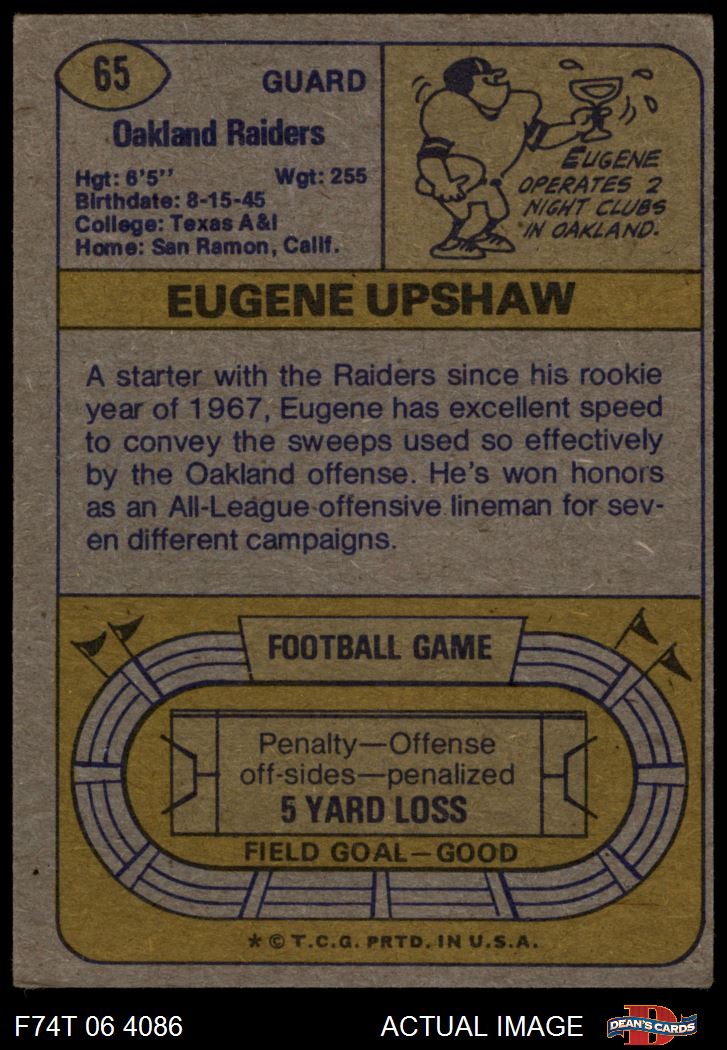 65
GUARD
Oakland Raiders
Hgt: 6'5" Wgt: 255
Birthdate: 8-15-45
College: Texas A&I
Home: San Ramon, Calif.
EUGENE
OPERATES 2
NIGHT CLUBS
IN OAKLAND.
EUGENE UPSHAW
A starter with the Raiders since his rookie
year of 1967, Eugene has excellent speed
to convey the sweeps used so effectively
by the Oakland offense. He's won honors
as an All-League offensive lineman for sev-
en different campaigns.
FOOTBALL GAME
Penalty—Offense
off-sides—penalized
5 YARD LOSS
FIELD GOAL—GOOD
* © T.C.G. PRTD. IN U.S.A.
F74T 06 4086 ACTUAL IMAGE
D
DEAN'S CARDS